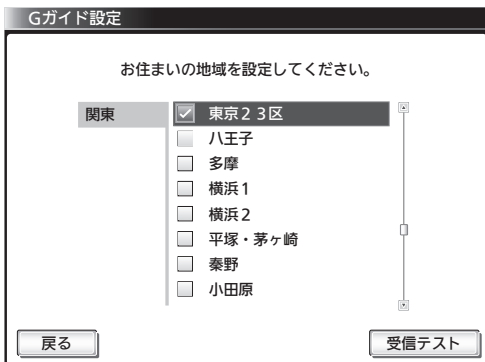 Gガイド設定
お住まいの地域を設定してください。
関東
東京２３区
八王子
多摩
横浜1
横浜2
平塚・茅ヶ崎
秦野
小田原
戻る
受信テスト